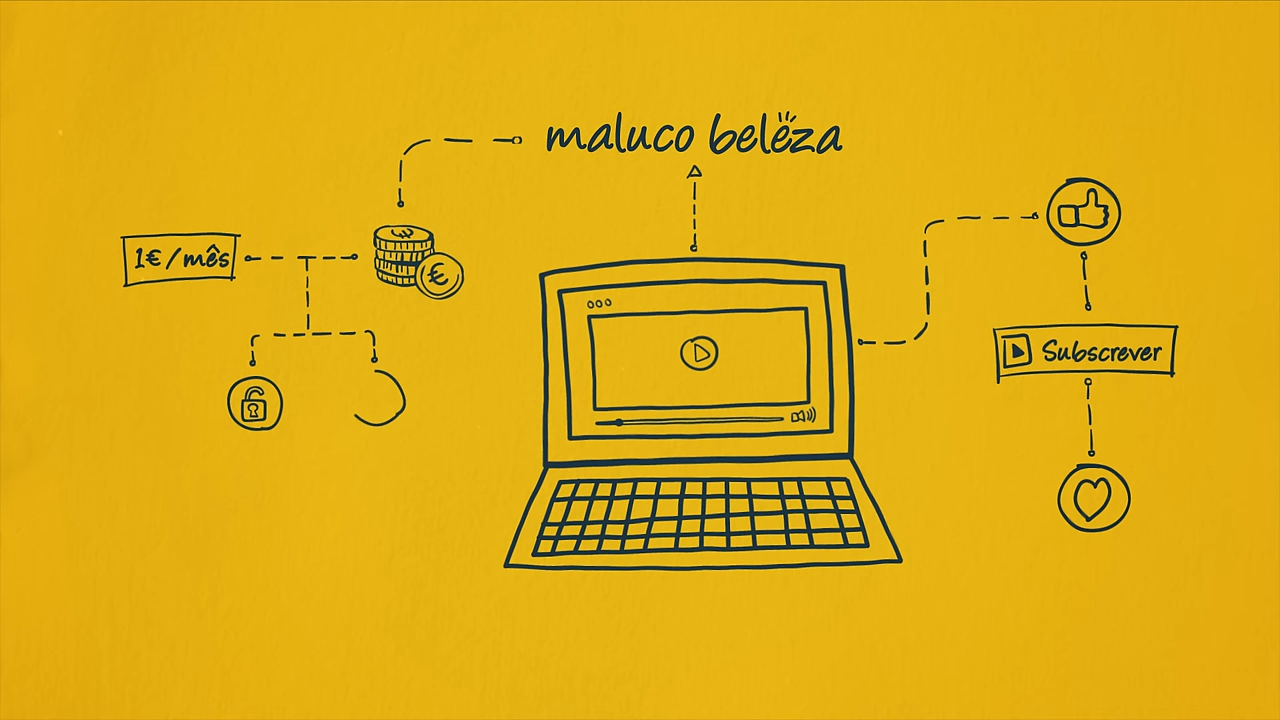 maluco beleza
1€/mês
€
€
Subscrever